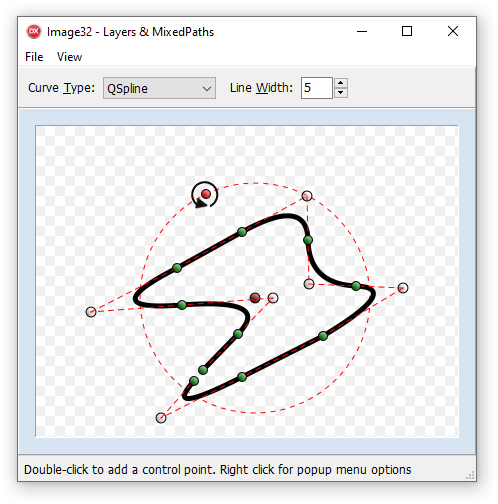 DX Image32 - Layers & MixedPaths
File View
Curve Type: QSpline Line Width: 5
Double-click to add a control point. Right click for popup menu options